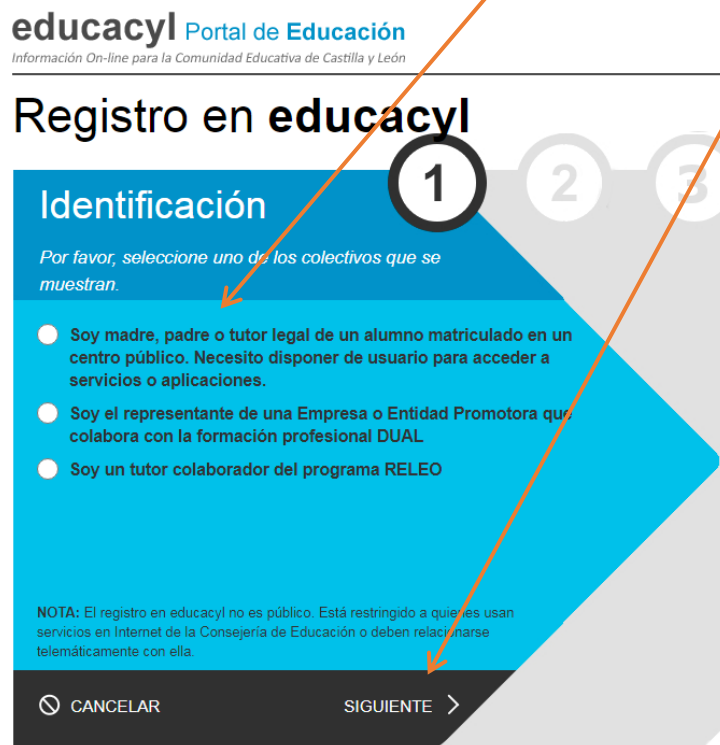 educacyl Portal de Educación
Información On-line para la Comunidad Educativa de Castilla y León
Registro en educacyl
1
2
3
Identificación
Por favor, seleccione uno de los colectivos que se
muestran.
Soy madre, padre o tutor legal de un alumno matriculado en un
centro público. Necesito disponer de usuario para acceder a
servicios o aplicaciones.
Soy el representante de una Empresa o Entidad Promotora que
colabora con la formación profesional DUAL
Soy un tutor colaborador del programa RELEO
NOTA: El registro en educacyl no es público. Está restringido a quienes usan
servicios en Internet de la Consejería de Educación o deben relacionarse
telemáticamente con ella.
CANCELAR
SIGUIENTE